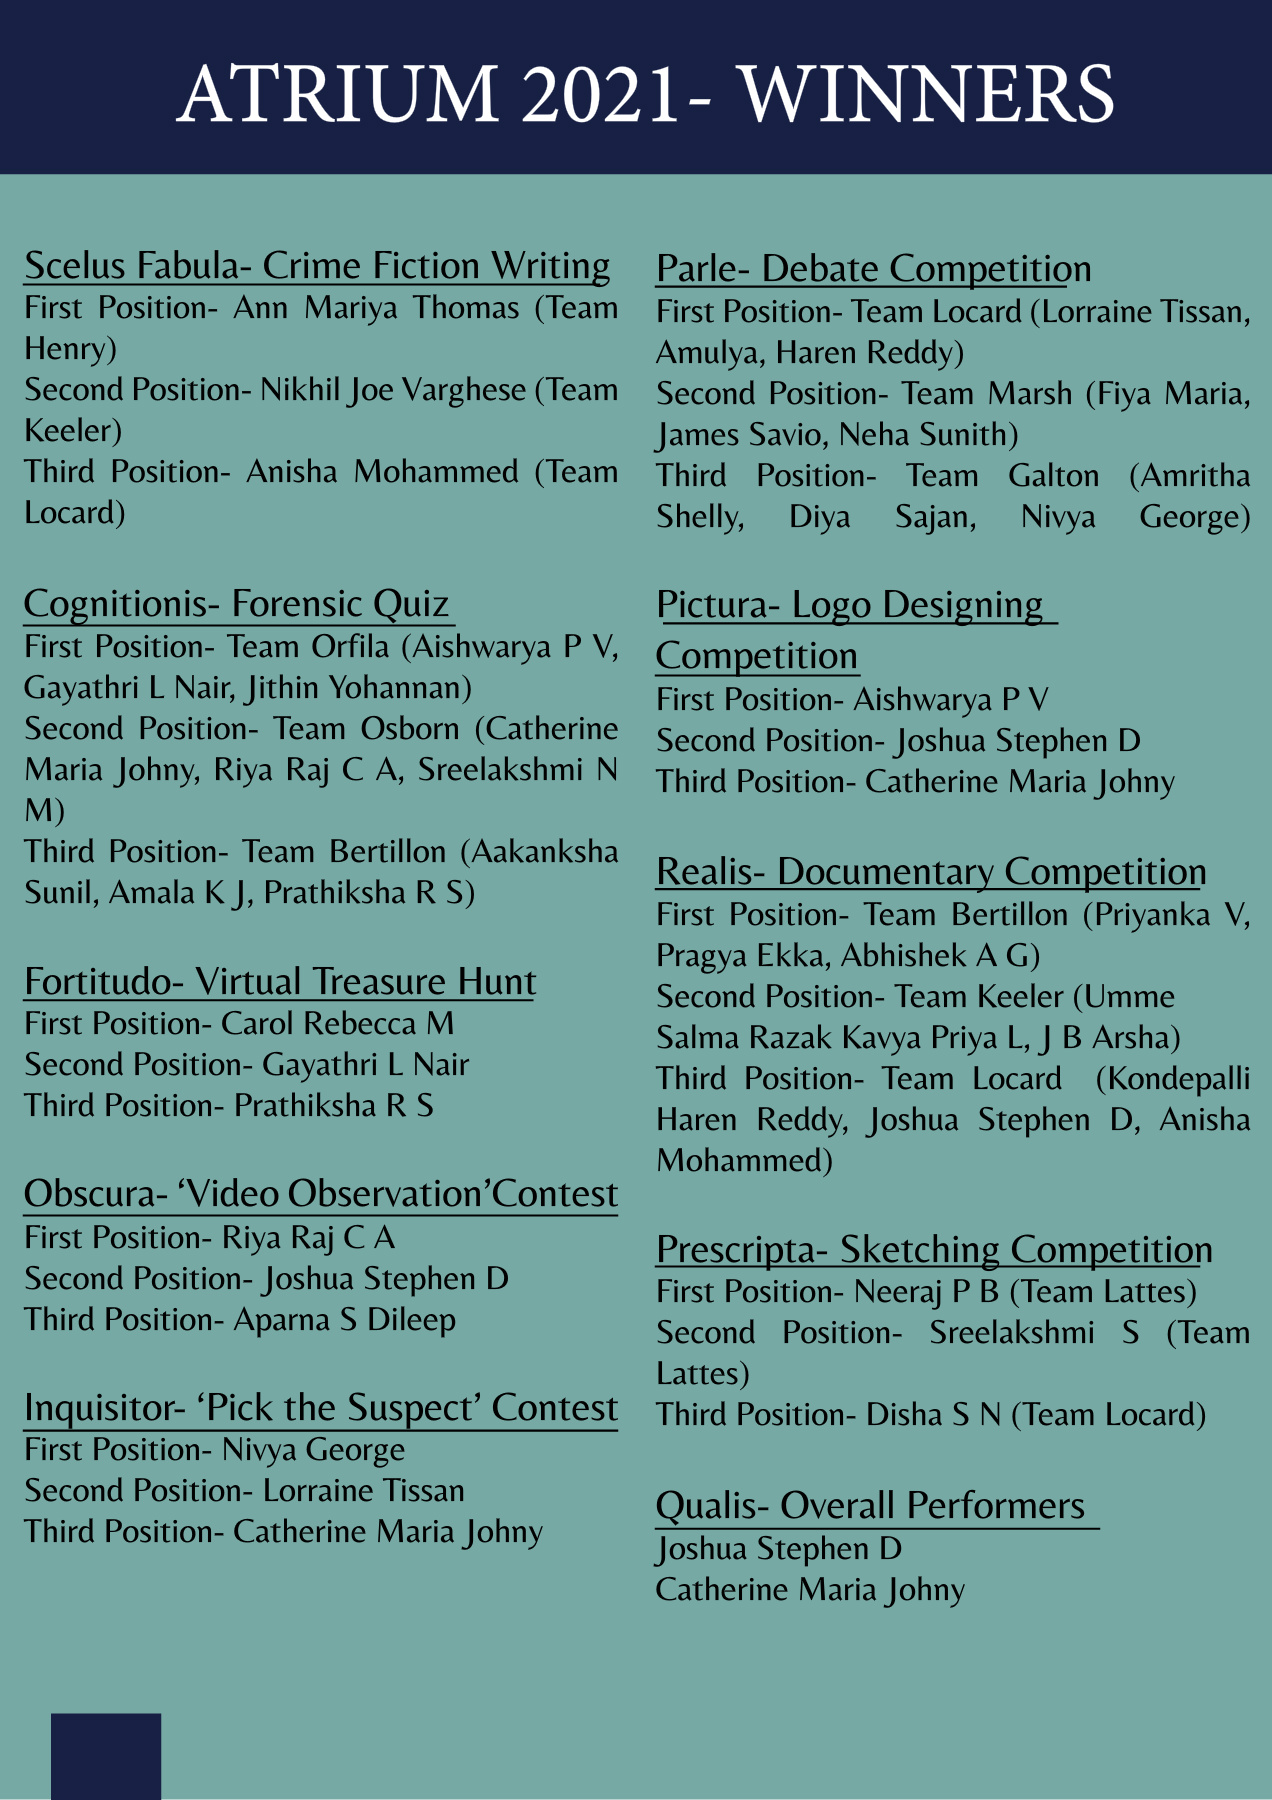 ATRIUM 2021- WINNERS
Scelus Fabula- Crime Fiction Writing
First Position- Ann Mariya Thomas (Team
Henry)
Second Position- Nikhil Joe Varghese (Team
Keeler)
Third Position- Anisha Mohammed (Team
Locard)
Cognitionis- Forensic Quiz
First Position- Team Orfila (Aishwarya P V,
Gayathri L Nair, Jithin Yohannan)
Second Position- Team Osborn (Catherine
Maria Johny, Riya Raj C A, Sreelakshmi N
M)
Third Position- Team Bertillon (Aakanksha
Sunil, Amala K J, Prathiksha R S)
Fortitudo- Virtual Treasure Hunt
First Position- Carol Rebecca M
Second Position- Gayathri L Nair
Third Position- Prathiksha R S
Obscura- ‘Video Observation’Contest
First Position- Riya Raj C A
Second Position- Joshua Stephen D
Third Position- Aparna S Dileep
Inquisitor- ‘Pick the Suspect’ Contest
First Position- Nivya George
Second Position- Lorraine Tissan
Third Position- Catherine Maria Johny
Parle- Debate Competition
First Position- Team Locard (Lorraine Tissan,
Amulya, Haren Reddy)
Second Position- Team Marsh (Fiya Maria,
James Savio, Neha Sunith)
Third Position- Team Galton (Amritha
Shelly, Diya Sajan, Nivya George)
Pictura- Logo Designing
Competition
First Position- Aishwarya P V
Second Position- Joshua Stephen D
Third Position- Catherine Maria Johny
Realis- Documentary Competition
First Position- Team Bertillon (Priyanka V,
Pragya Ekka, Abhishek A G)
Second Position- Team Keeler (Umme
Salma Razak Kavya Priya L, J B Arsha)
Third Position- Team Locard (Kondepalli
Haren Reddy, Joshua Stephen D, Anisha
Mohammed)
Prescripta- Sketching Competition
First Position- Neeraj P B (Team Lattes)
Second Position- Sreelakshmi S (Team
Lattes)
Third Position- Disha S N (Team Locard)
Qualis- Overall Performers
Joshua Stephen D
Catherine Maria Johny